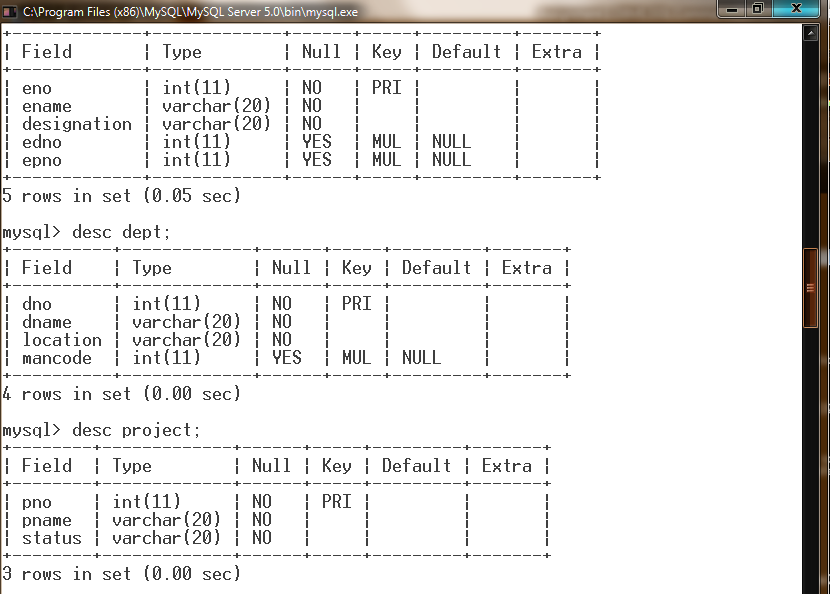 C:\Program Files (x86)\MySQL\MySQL Server 5.0\bin\mysql.exe
+-------------+-------------+------+-----+---------+-------+
| Field       | Type        | Null | Key | Default | Extra |
+-------------+-------------+------+-----+---------+-------+
| eno         | int(11)     | NO   | PRI |         |       |
| ename       | varchar(20) | NO   |     |         |       |
| designation | varchar(20) | NO   |     |         |       |
| edno        | int(11)     | YES  | MUL | NULL    |       |
| epno        | int(11)     | YES  | MUL | NULL    |       |
+-------------+-------------+------+-----+---------+-------+
5 rows in set (0.05 sec)
mysql> desc dept;
+----------+-------------+------+-----+---------+-------+
| Field    | Type        | Null | Key | Default | Extra |
+----------+-------------+------+-----+---------+-------+
| dno      | int(11)     | NO   | PRI |         |       |
| dname    | varchar(20) | NO   |     |         |       |
| location | varchar(20) | NO   |     |         |       |
| mancode  | int(11)     | YES  | MUL | NULL    |       |
+----------+-------------+------+-----+---------+-------+
4 rows in set (0.00 sec)
mysql> desc project;
+--------+-------------+------+-----+---------+-------+
| Field  | Type        | Null | Key | Default | Extra |
+--------+-------------+------+-----+---------+-------+
| pno    | int(11)     | NO   | PRI |         |       |
| pname  | varchar(20) | NO   |     |         |       |
| status | varchar(20) | NO   |     |         |       |
+--------+-------------+------+-----+---------+-------+
3 rows in set (0.00 sec)